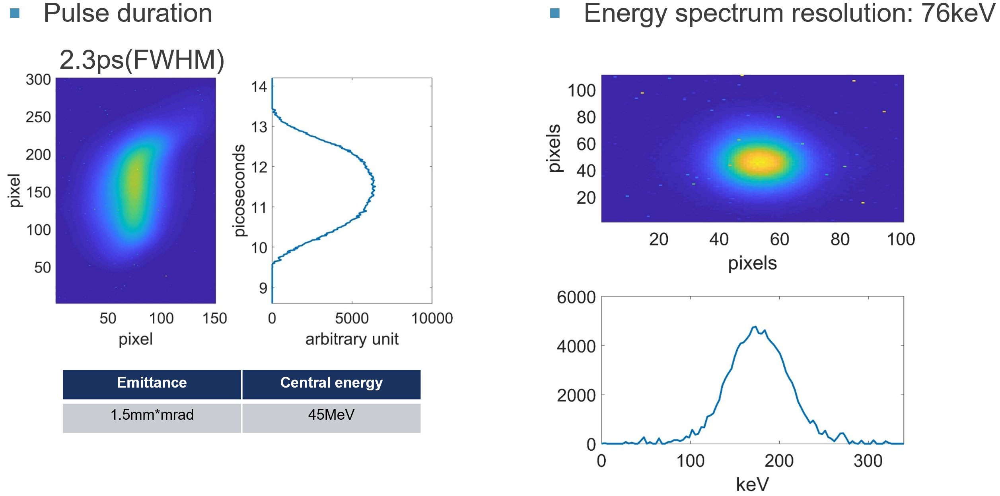 Pulse duration
2.3ps(FWHM)
300
250
200
150
100
50
pixel
50 100 150
pixel
14
13
12
11
10
9
picoseconds
0 5000 10000
arbitrary unit
Emittance Central energy
1.5mm*mrad 45MeV
Energy spectrum resolution: 76keV
100
80
60
40
20
pixels
20 40 60 80 100
pixels
6000
4000
2000
0
0 100 200 300
keV